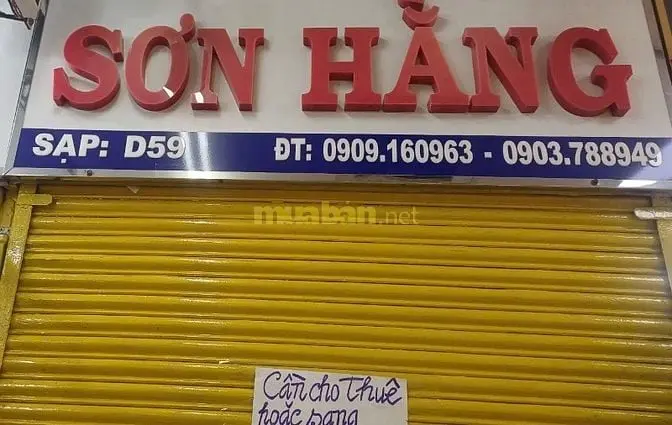 SƠN HẰNG
SẠP: D59 ĐT: 0909.160963 - 0903.788949
muaban.net
Cần cho thuê
hoặc sang